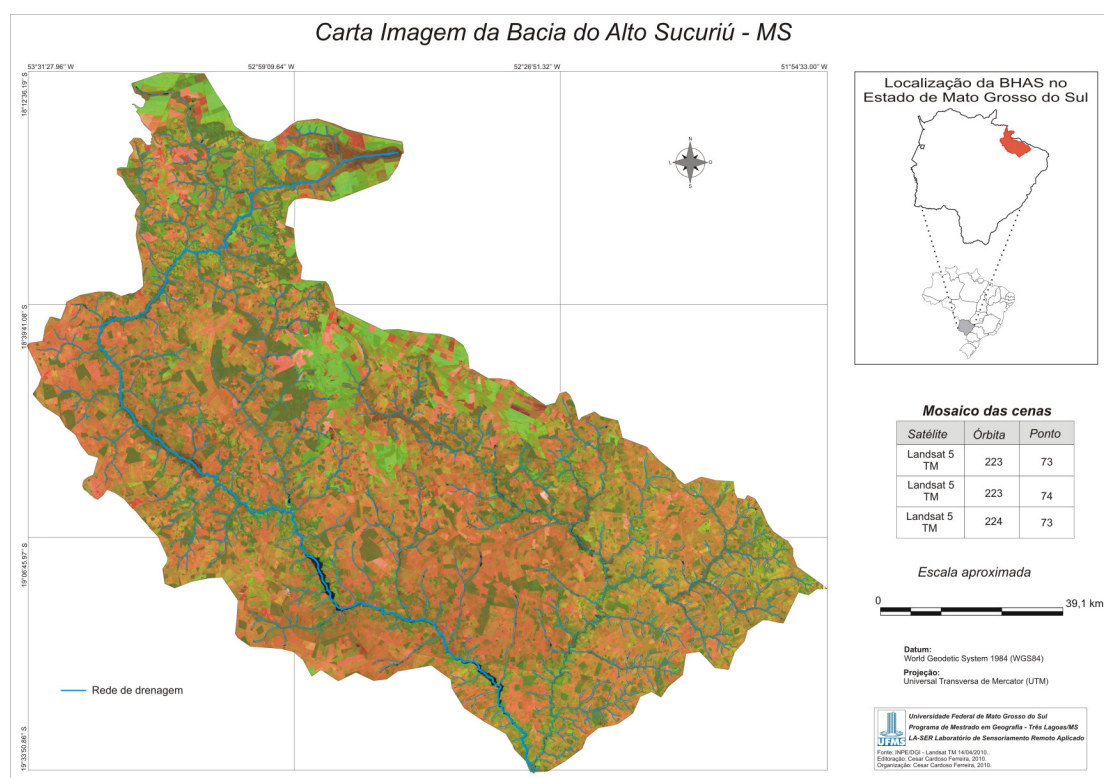 Carta Imagem da Bacia do Alto Sucuriú - MS
53°31'27.96" W
52°59'09.64" W
52°26'51.32" W
51°54'33.00" W
18°12'36.19" S
18°39'41.08" S
19°06'45.97" S
19°33'50.86" S
N
L
O
S
Rede de drenagem
Localização da BHAS no
Estado de Mato Grosso do Sul
Mosaico das cenas
Satélite Órbita Ponto
Landsat 5
TM
223 73
Landsat 5
TM
223 74
Landsat 5
TM
224 73
Escala aproximada
0 39,1 km
Datum:
World Geodetic System 1984 (WGS84)
Projeção:
Universal Transversa de Mercator (UTM)
UFMS
Universidade Federal de Mato Grosso do Sul
Programa de Mestrado em Geografia - Três Lagoas/MS
LA-SER Laboratório de Sensoriamento Remoto Aplicado
Fonte: INPE/DGI - Landsat TM 14/04/2010..
Editoração: Cesar Cardoso Ferreira, 2010.
Organização: Cesar Cardoso Ferreira, 2010.